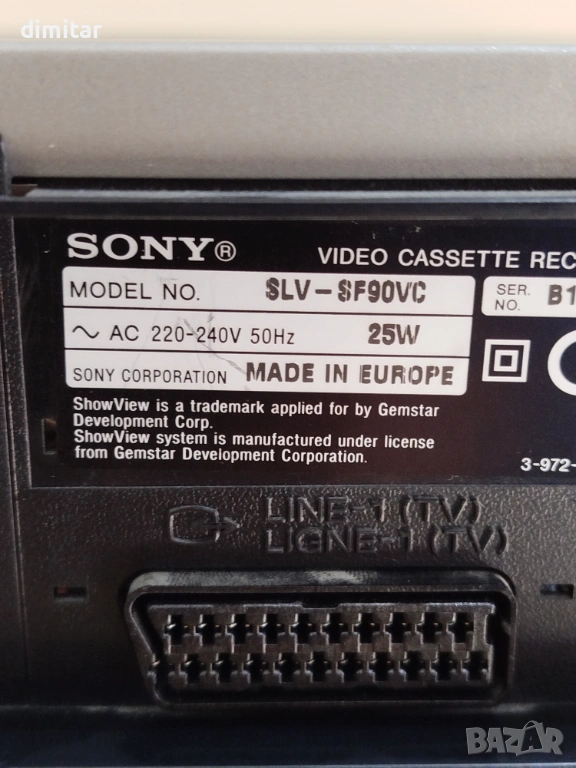 dimitar
SONY®
VIDEO CASSETTE REC
MODEL NO. SLV-SF90VC
SER. NO. B1
~ AC 220-240V 50Hz 25W
SONY CORPORATION MADE IN EUROPE
ShowView is a trademark applied for by Gemstar
Development Corp.
ShowView system is manufactured under license
from Gemstar Development Corporation.
3-972-
LINE-1 (TV)
LIGNE-1 (TV)
BAZAR